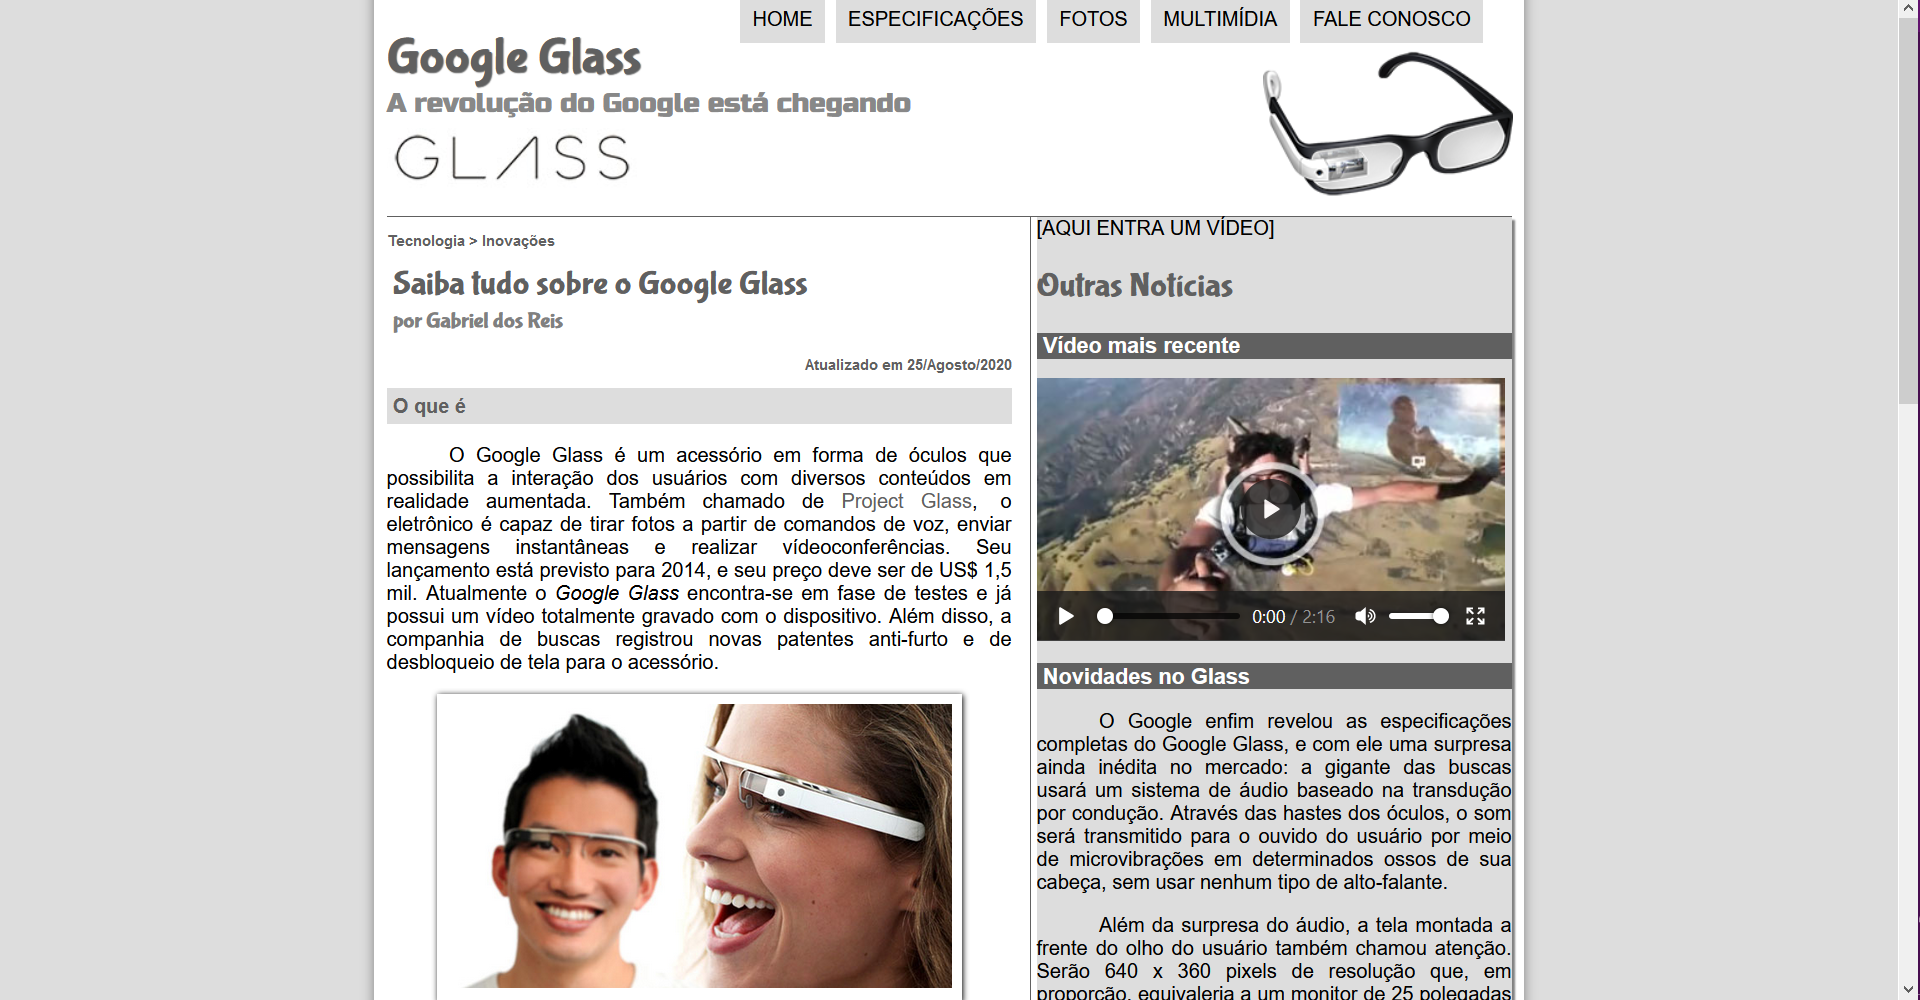 HOME ESPECIFICAÇÕES FOTOS MULTIMÍDIA FALE CONOSCO
Google Glass
A revolução do Google está chegando
GLASS
Tecnologia > Inovações
Saiba tudo sobre o Google Glass
por Gabriel dos Reis
Atualizado em 25/Agosto/2020
O que é
O Google Glass é um acessório em forma de óculos que
possibilita a interação dos usuários com diversos conteúdos em
realidade aumentada. Também chamado de Project Glass, o
eletrônico é capaz de tirar fotos a partir de comandos de voz, enviar
mensagens instantâneas e realizar vídeoconferências. Seu
lançamento está previsto para 2014, e seu preço deve ser de US$ 1,5
mil. Atualmente o Google Glass encontra-se em fase de testes e já
possui um vídeo totalmente gravado com o dispositivo. Além disso, a
companhia de buscas registrou novas patentes anti-furto e de
desbloqueio de tela para o acessório.
[AQUI ENTRA UM VÍDEO]
Outras Notícias
Vídeo mais recente
0:00 / 2:16
Novidades no Glass
O Google enfim revelou as especificações
completas do Google Glass, e com ele uma surpresa
ainda inédita no mercado: a gigante das buscas
usará um sistema de áudio baseado na transdução
por condução. Através das hastes dos óculos, o som
será transmitido para o ouvido do usuário por meio
de microvibrações em determinados ossos de sua
cabeça, sem usar nenhum tipo de alto-falante.
Além da surpresa do áudio, a tela montada a
frente do olho do usuário também chamou atenção.
Serão 640 x 360 pixels de resolução que, em
proporção, equivaleria a um monitor de 25 polegadas